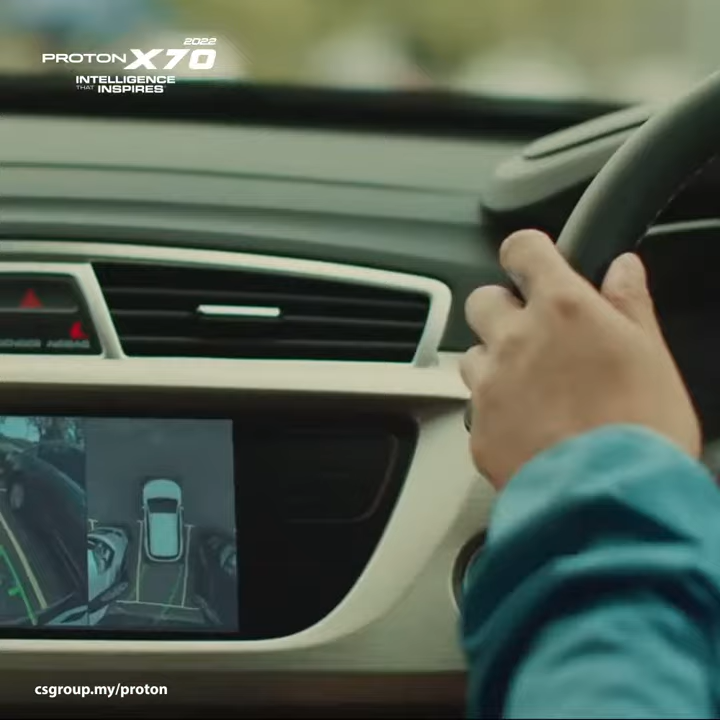 2022
PROTON X70
INTELLIGENCE
THAT INSPIRES
csgroup.my/proton